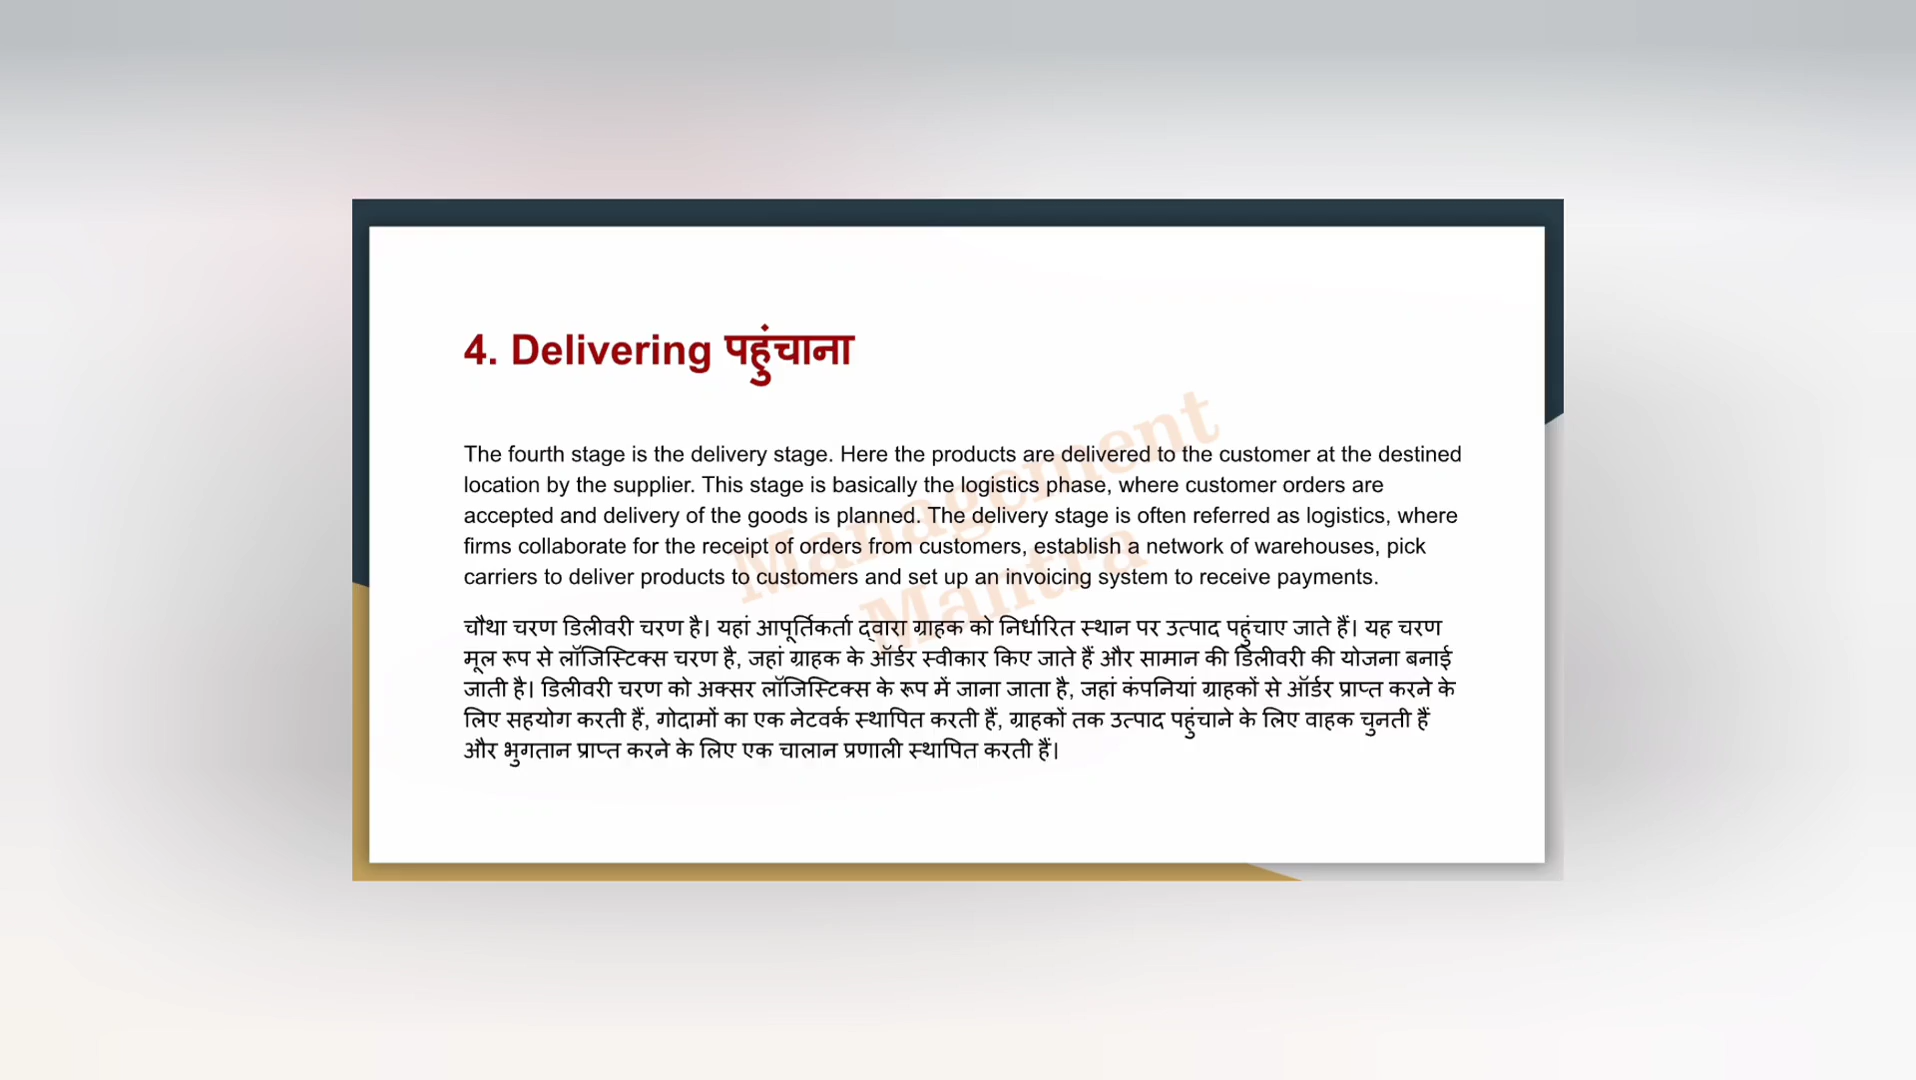 4. Delivering पहुंचाना
The fourth stage is the delivery stage. Here the products are delivered to the customer at the destined
location by the supplier. This stage is basically the logistics phase, where customer orders are
accepted and delivery of the goods is planned. The delivery stage is often referred as logistics, where
firms collaborate for the receipt of orders from customers, establish a network of warehouses, pick
carriers to deliver products to customers and set up an invoicing system to receive payments.
चौथा चरण डिलीवरी चरण है। यहां आपूर्तिकर्ता द्वारा ग्राहक को निर्धारित स्थान पर उत्पाद पहुंचाए जाते हैं। यह चरण
मूल रूप से लॉजिस्टिक्स चरण है, जहां ग्राहक के ऑर्डर स्वीकार किए जाते हैं और सामान की डिलीवरी की योजना बनाई
जाती है। डिलीवरी चरण को अक्सर लॉजिस्टिक्स के रूप में जाना जाता है, जहां कंपनियां ग्राहकों से ऑर्डर प्राप्त करने के
लिए सहयोग करती हैं, गोदामों का एक नेटवर्क स्थापित करती हैं, ग्राहकों तक उत्पाद पहुंचाने के लिए वाहक चुनती हैं
और भुगतान प्राप्त करने के लिए एक चालान प्रणाली स्थापित करती हैं।
Management
Mantra